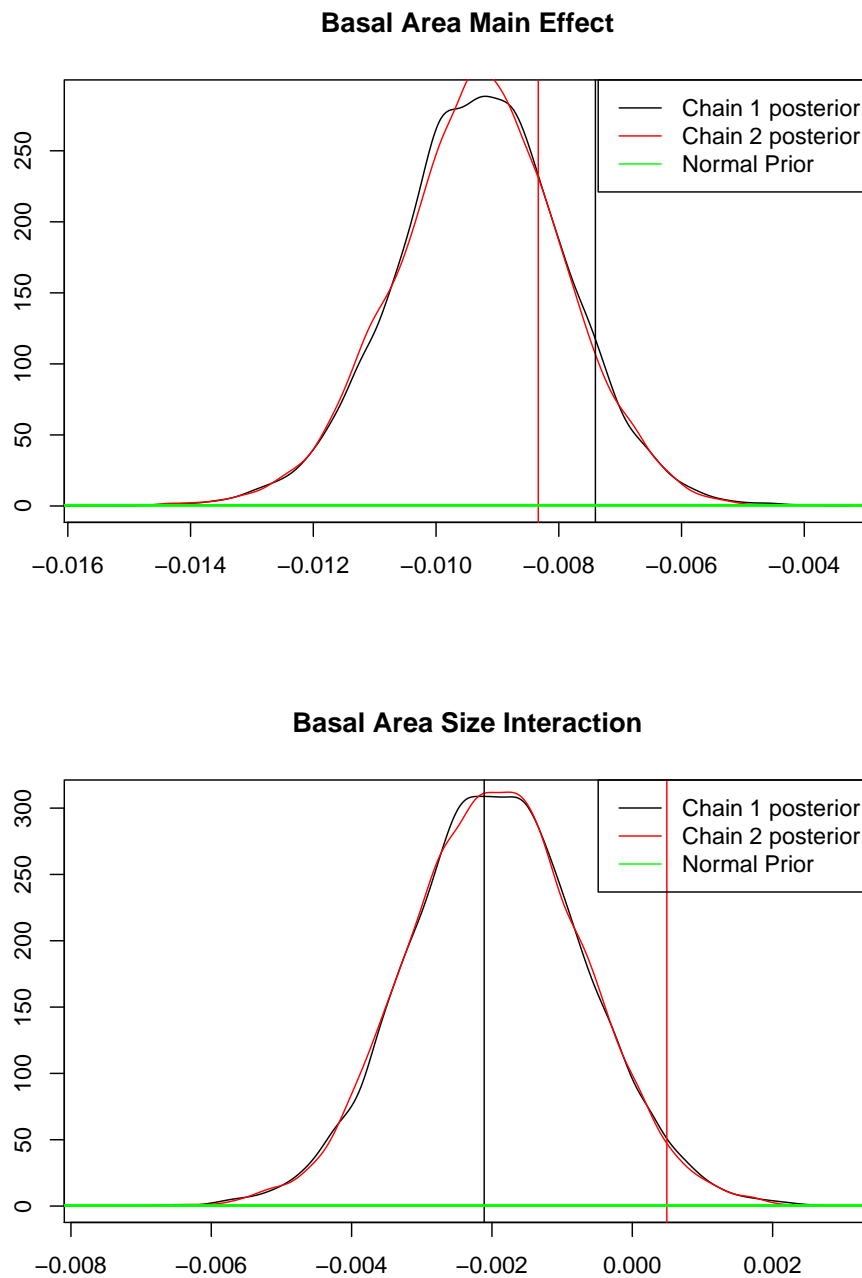 Basal Area Main Effect
Chain 1 posterior
Chain 2 posterior
Normal Prior
250
200
150
100
50
0
−0.016 −0.014 −0.012 −0.010 −0.008 −0.006 −0.004
Basal Area Size Interaction
Chain 1 posterior
Chain 2 posterior
Normal Prior
300
250
200
150
100
50
0
−0.008 −0.006 −0.004 −0.002 0.000 0.002